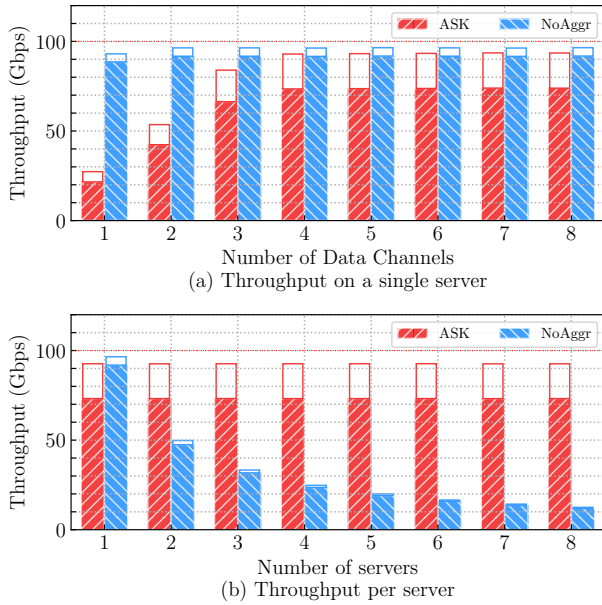 Throughput (Gbps)
100
50
0
ASK
NoAggr
1 2 3 4 5 6 7 8
Number of Data Channels
(a) Throughput on a single server
Throughput (Gbps)
100
50
0
ASK
NoAggr
1 2 3 4 5 6 7 8
Number of servers
(b) Throughput per server